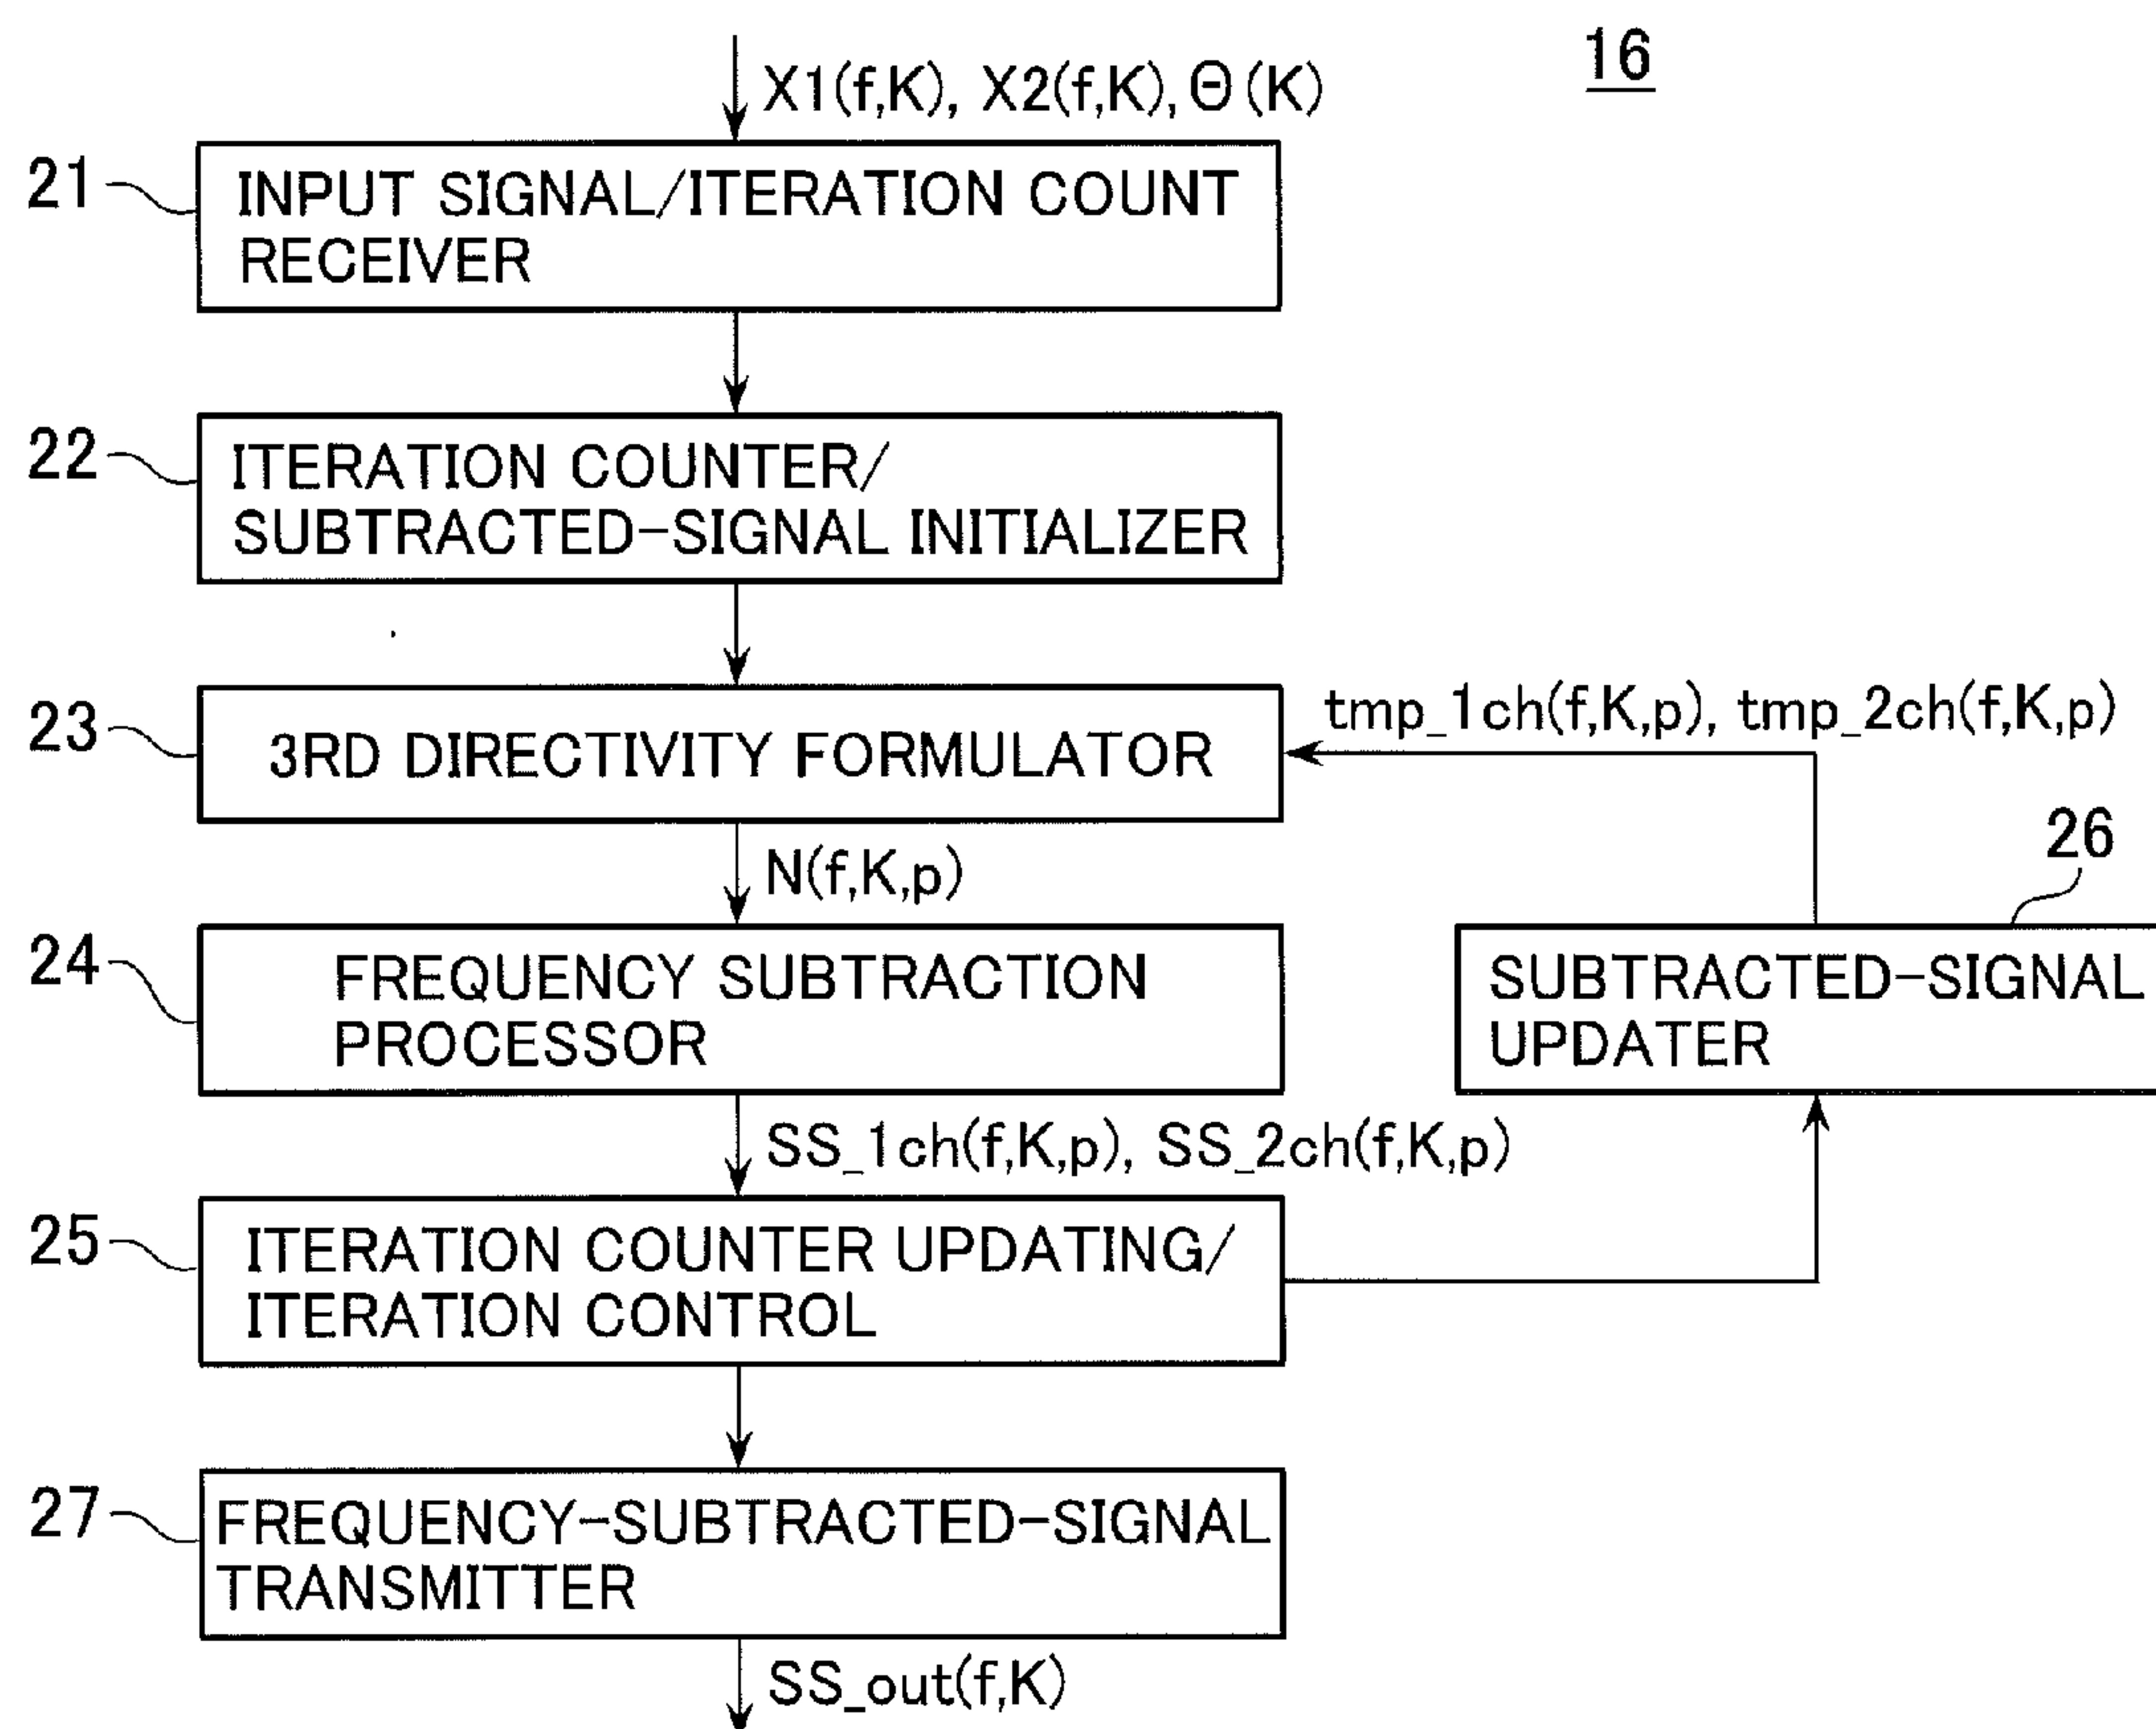 16
X1(f,K), X2(f,K), Θ(K)
21
INPUT SIGNAL/ITERATION COUNT
RECEIVER
22
ITERATION COUNTER/
SUBTRACTED-SIGNAL INITIALIZER
23
3RD DIRECTIVITY FORMULATOR
tmp_1ch(f,K,p), tmp_2ch(f,K,p)
N(f,K,p)
26
24
FREQUENCY SUBTRACTION
PROCESSOR
SUBTRACTED-SIGNAL
UPDATER
SS_1ch(f,K,p), SS_2ch(f,K,p)
25
ITERATION COUNTER UPDATING/
ITERATION CONTROL
27
FREQUENCY-SUBTRACTED-SIGNAL
TRANSMITTER
SS_out(f,K)